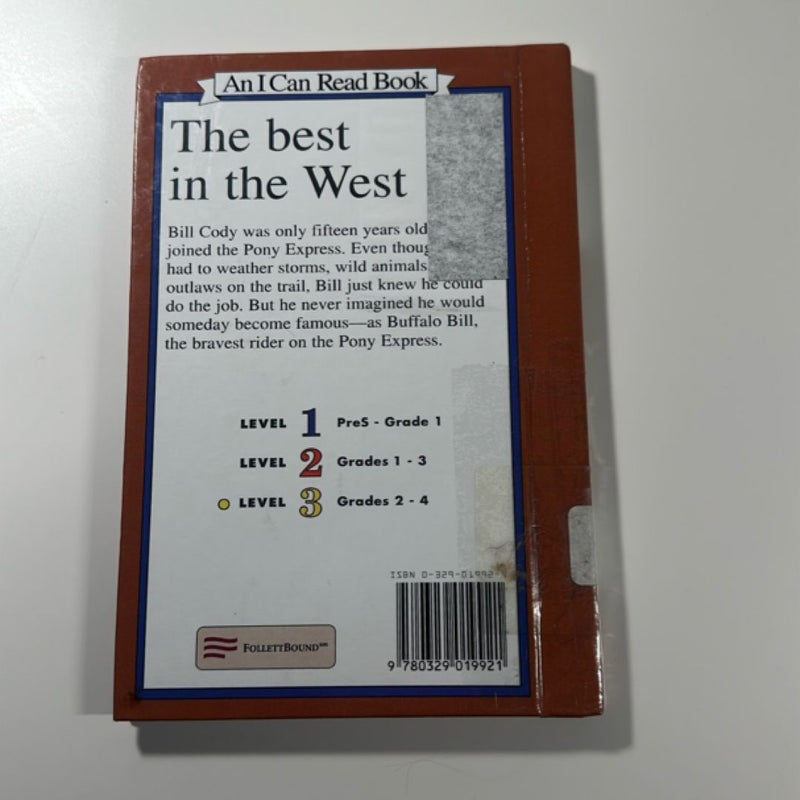 An I Can Read Book
The best
in the West
Bill Cody was only fifteen years old
joined the Pony Express. Even
had to weather storms, wild animals
outlaws on the trail, Bill just knew he could
do the job. But he never imagined he would
someday become famous—as Buffalo Bill,
the bravest rider on the Pony Express.
LEVEL 1 PreS - Grade 1
LEVEL 2 Grades 1 - 3
LEVEL 3 Grades 2 - 4
ISBN 0-329-01992-
FOLLETTBOUND
9 780329 019921